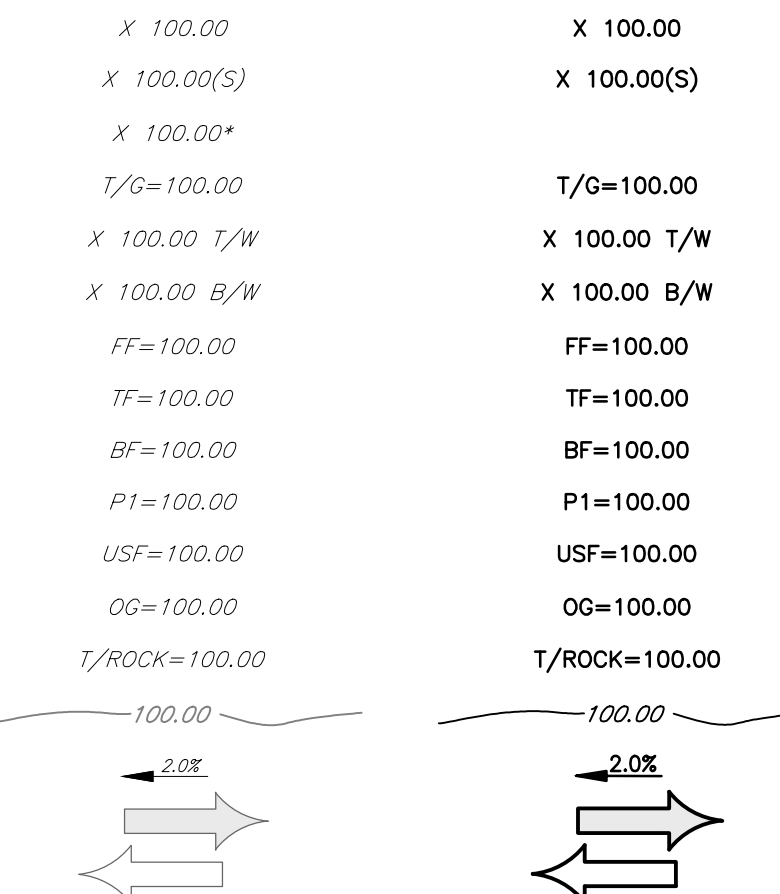 X 100.00 X 100.00
X 100.00(S) X 100.00(S)
X 100.00*
T/G=100.00 T/G=100.00
X 100.00 T/W X 100.00 T/W
X 100.00 B/W X 100.00 B/W
FF=100.00 FF=100.00
TF=100.00 TF=100.00
BF=100.00 BF=100.00
P1=100.00 P1=100.00
USF=100.00 USF=100.00
OG=100.00 OG=100.00
T/ROCK=100.00 T/ROCK=100.00
100.00 100.00
2.0% 2.0%